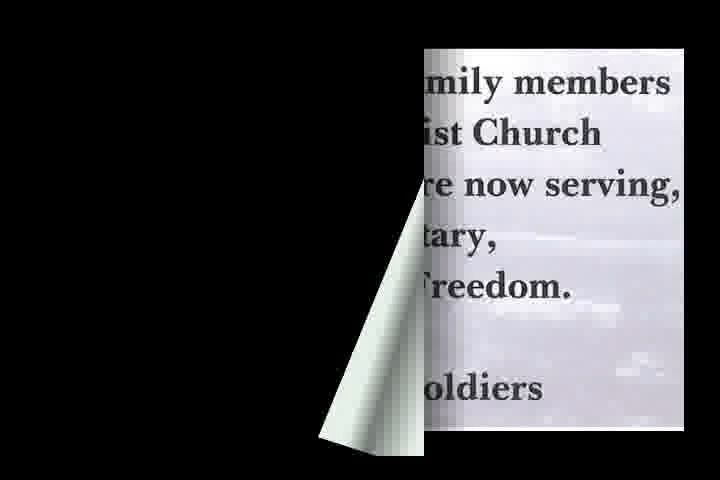 mily members
ist Church
re now serving,
tary,
Freedom.
oldiers